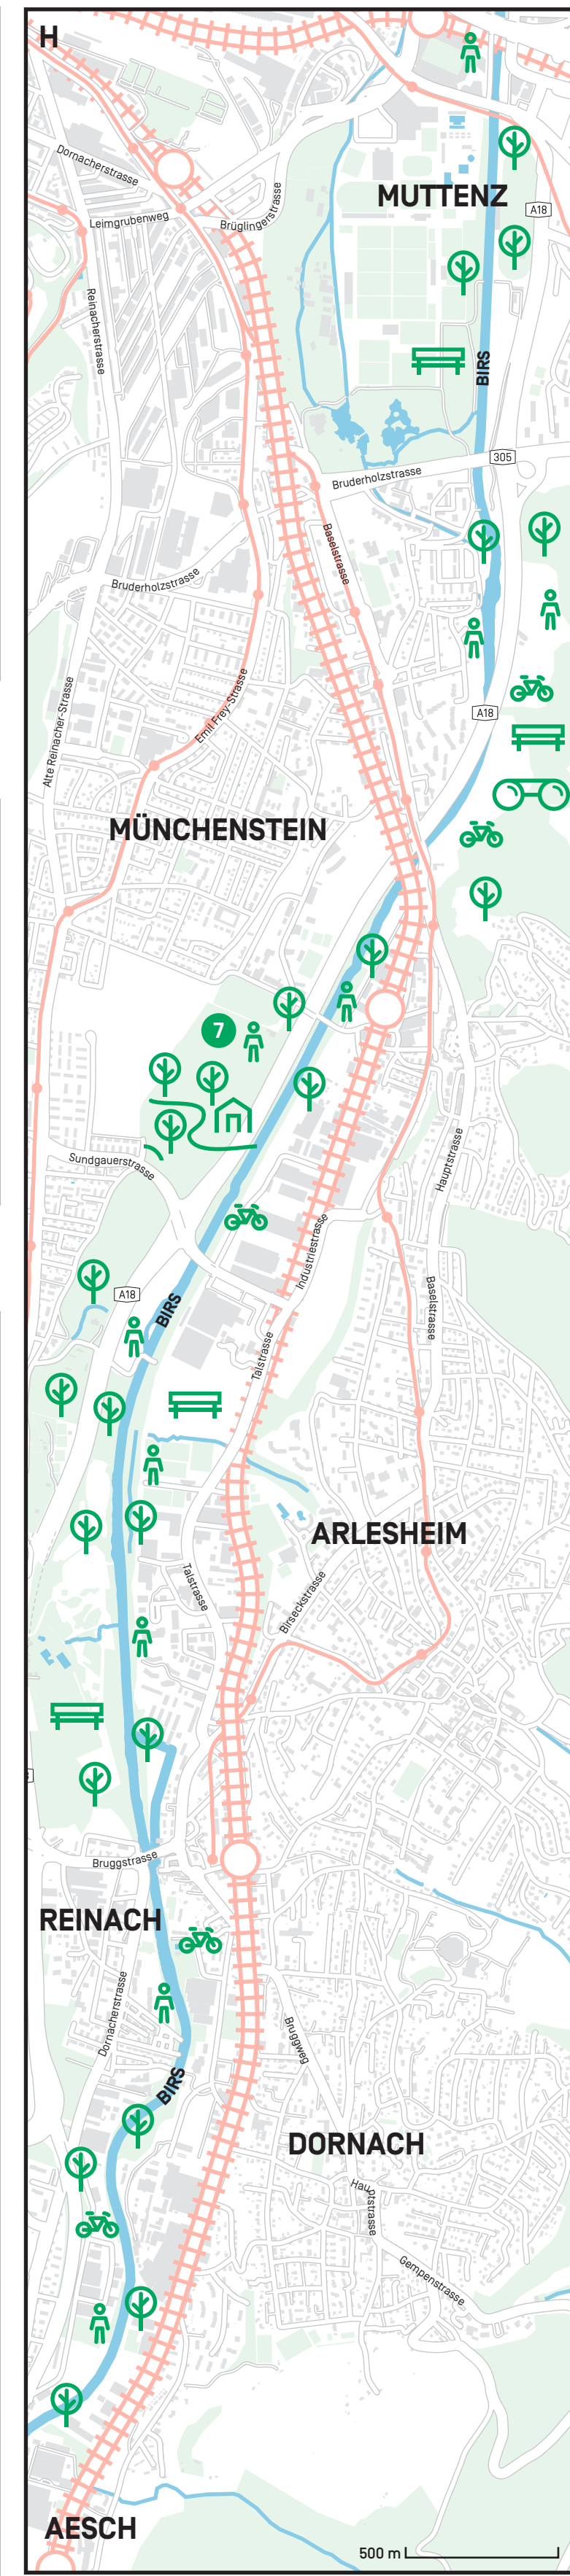 H
Dornacherstrasse
MUTTENZ
A18
Leimgrubenweg
Brüglingerstrasse
Reinacherstrasse
BIRS
305
Bruderholzstrasse
Baselstrasse
Bruderholzstrasse
Alte Reinacher-Strasse
Emil Frey-Strasse
A18
MÜNCHENSTEIN
7
Sundgauerstrasse
Hauptstrasse
Industriestrasse
A18
BIRS
Baselstrasse
Talstrasse
ARLESHEIM
Talstrasse
Birseckstrasse
Bruggstrasse
REINACH
Dornacherstrasse
Bruggweg
BIRS
DORNACH
Hauptstrasse
Gempenstrasse
AESCH
500 m